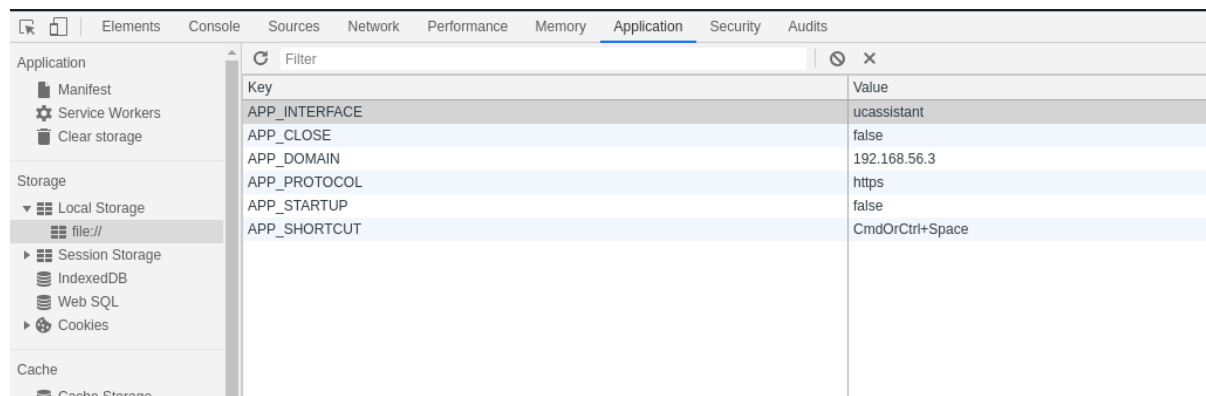 Elements Console Sources Network Performance Memory Application Security Audits
Application
Manifest
Service Workers
Clear storage
Storage
Local Storage
file://
Session Storage
IndexedDB
Web SQL
Cookies
Cache
Cache Storage
Filter
Key Value
APP_INTERFACE ucassistant
APP_CLOSE false
APP_DOMAIN 192.168.56.3
APP_PROTOCOL https
APP_STARTUP false
APP_SHORTCUT CmdOrCtrl+Space